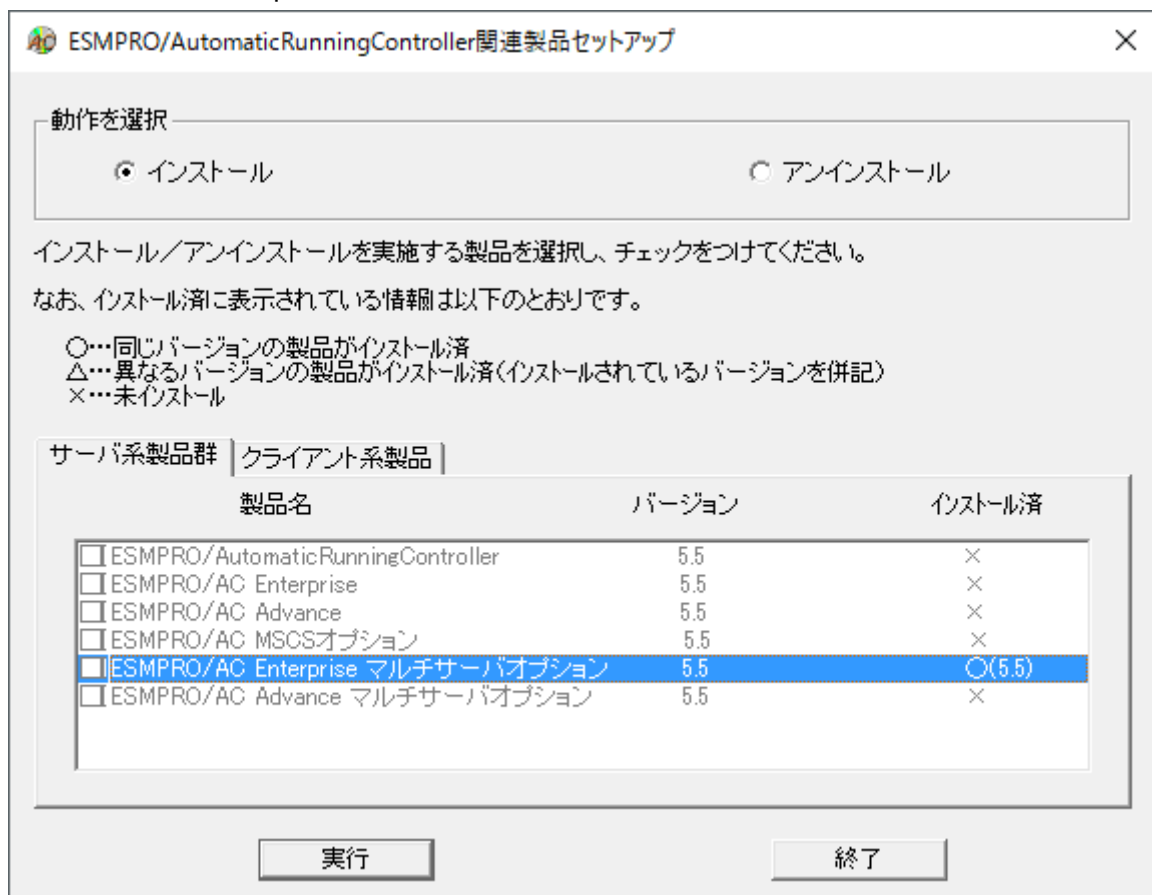 ESMPRO/AutomaticRunningController関連製品セットアップ
動作を選択
インストール アンインストール
インストール／アンインストールを実施する製品を選択し、チェックをつけてください。
なお、インストール済に表示されている情報は以下のとおりです。
○…同じバージョンの製品がインストール済
△…異なるバージョンの製品がインストール済(インストールされているバージョンを併記)
×…未インストール
サーバ系製品群 クライアント系製品
製品名 バージョン インストール済
ESMPRO/AutomaticRunningController 5.5 ×
ESMPRO/AC Enterprise 5.5 ×
ESMPRO/AC Advance 5.5 ×
ESMPRO/AC MSCSオプション 5.5 ×
ESMPRO/AC Enterprise マルチサーバオプション 5.5 ○(5.5)
ESMPRO/AC Advance マルチサーバオプション 5.5 ×
実行 終了